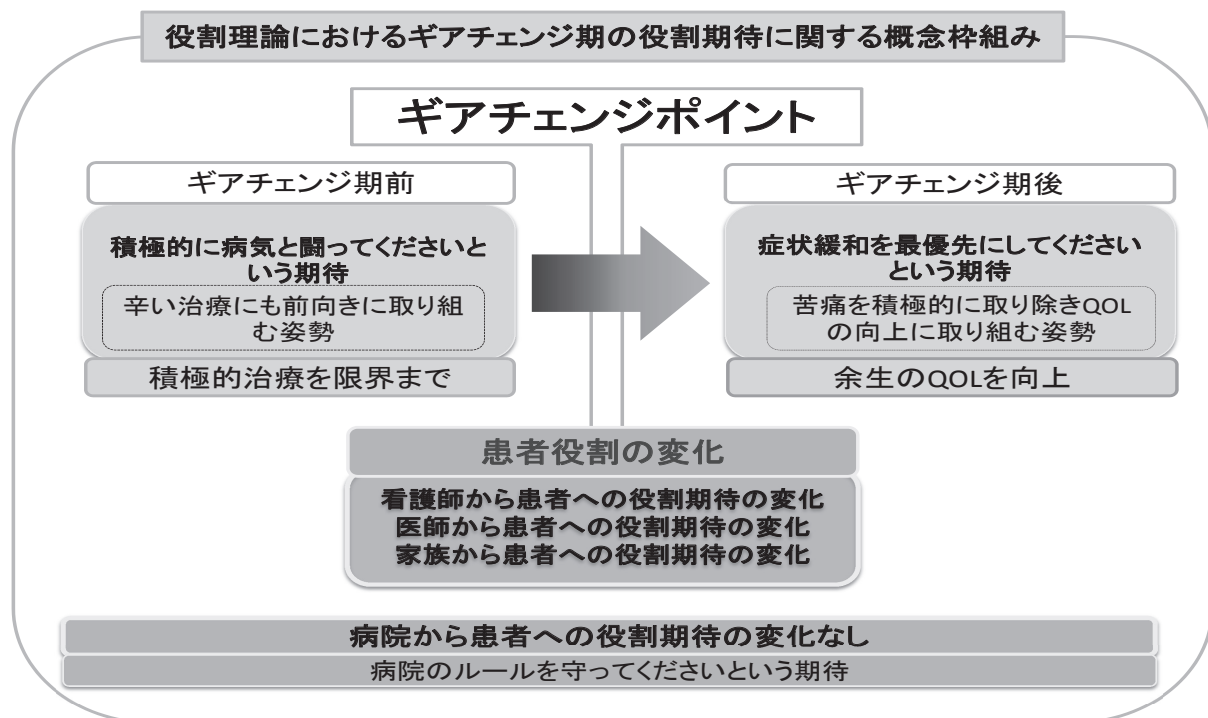 役割理論におけるギアチェンジ期の役割期待に関する概念枠組み
ギアチェンジポイント
ギアチェンジ期前
積極的に病気と闘ってくださいと
いう期待
辛い治療にも前向きに取り組
む姿勢
積極的治療を限界まで
ギアチェンジ期後
症状緩和を最優先にしてください
という期待
苦痛を積極的に取り除きQOL
の向上に取り組む姿勢
余生のQOLを向上
患者役割の変化
看護師から患者への役割期待の変化
医師から患者への役割期待の変化
家族から患者への役割期待の変化
病院から患者への役割期待の変化なし
病院のルールを守ってくださいという期待